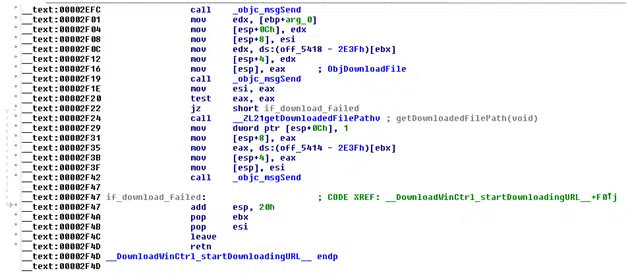 __text:00002EFC call _objc_msgSend
__text:00002F01 mov edx, [ebp+arg_0]
__text:00002F04 mov [esp+0Ch], edx
__text:00002F08 mov [esp+8], esi
__text:00002F0C mov edx, ds:(off_5418 - 2E3Fh)[ebx]
__text:00002F12 mov [esp+4], edx
__text:00002F16 mov [esp], eax ; ObjDownloadFile
__text:00002F19 call _objc_msgSend
__text:00002F1E mov esi, eax
__text:00002F20 test eax, eax
__text:00002F22 jz short if_download_failed
__text:00002F24 call __ZL21getDownloadedFilePathv ; getDownloadedFilePath(void)
__text:00002F29 mov dword ptr [esp+0Ch], 1
__text:00002F31 mov [esp+8], eax
__text:00002F35 mov eax, ds:(off_5414 - 2E3Fh)[ebx]
__text:00002F3B mov [esp+4], eax
__text:00002F3F mov [esp], esi
__text:00002F42 call _objc_msgSend
__text:00002F47
__text:00002F47 if_download_failed: ; CODE XREF: __DownloadWinCtrl_startDownloadingURL__+F0↑j
__text:00002F47 add esp, 20h
__text:00002F4A pop ebx
__text:00002F4B pop esi
__text:00002F4C leave
__text:00002F4D retn
__text:00002F4D __DownloadWinCtrl_startDownloadingURL__ endp
__text:00002F4D